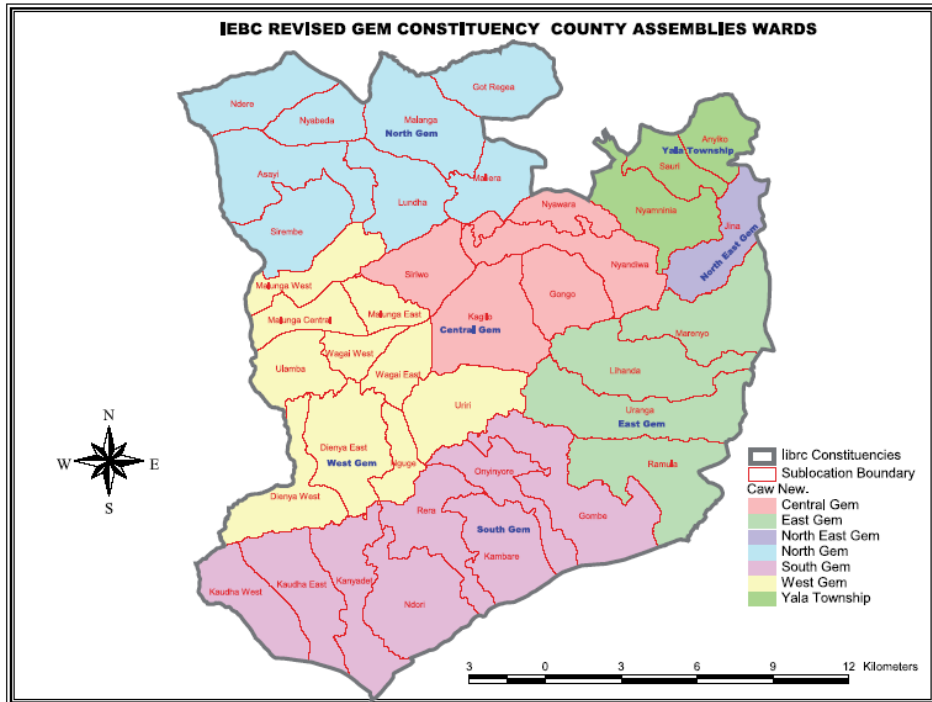 IEBC REVISED GEM CONSTITUENCY COUNTY ASSEMBLIES WARDS
Got Regea
Ndere
Nyabeda
Malanga
North Gem
Anyiko
Yala Township
Sauri
Asayi
Maliera
Lundha
Nyawara
Nyamninia
Jina
Sirembe
North East Gem
Siriwo
Nyandiwa
Malunga West
Gongo
Malunga Central
Malunga East
Kagilo
Central Gem
Marenyo
Wagai West
Ulamba
Wagai East
Lihanda
Uriri
Uranga
East Gem
Dienya East
West Gem
Nguge
Onyinyore
Ramula
Dienya West
Rera
Gombe
South Gem
Kambare
Kaudha West
Kaudha East
Kanyadet
Ndori
N
W
E
S
Iiebrc Constituencies
Sublocation Boundary
Caw New.
Central Gem
East Gem
North East Gem
North Gem
South Gem
West Gem
Yala Township
3 0 3 6 9 12 Kilometers